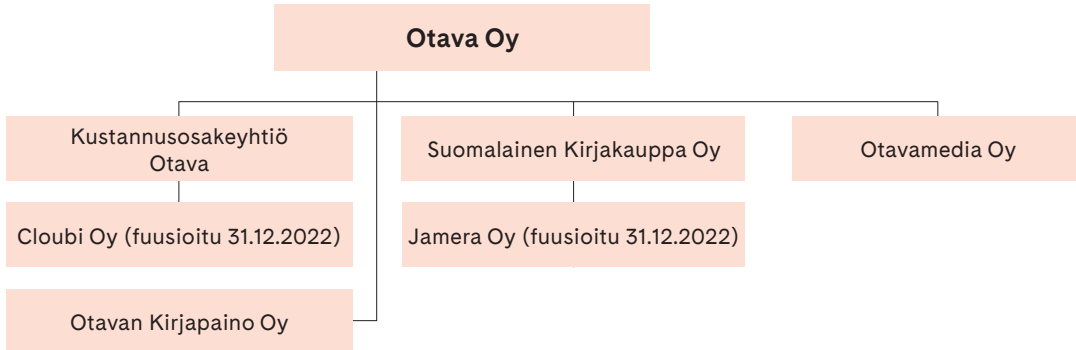 Otava Oy
Kustannusosakeyhtiö
Otava
Suomalainen Kirjakauppa Oy
Otavamedia Oy
Cloubi Oy (fuusioitu 31.12.2022)
Jamera Oy (fuusioitu 31.12.2022)
Otavan Kirjapaino Oy